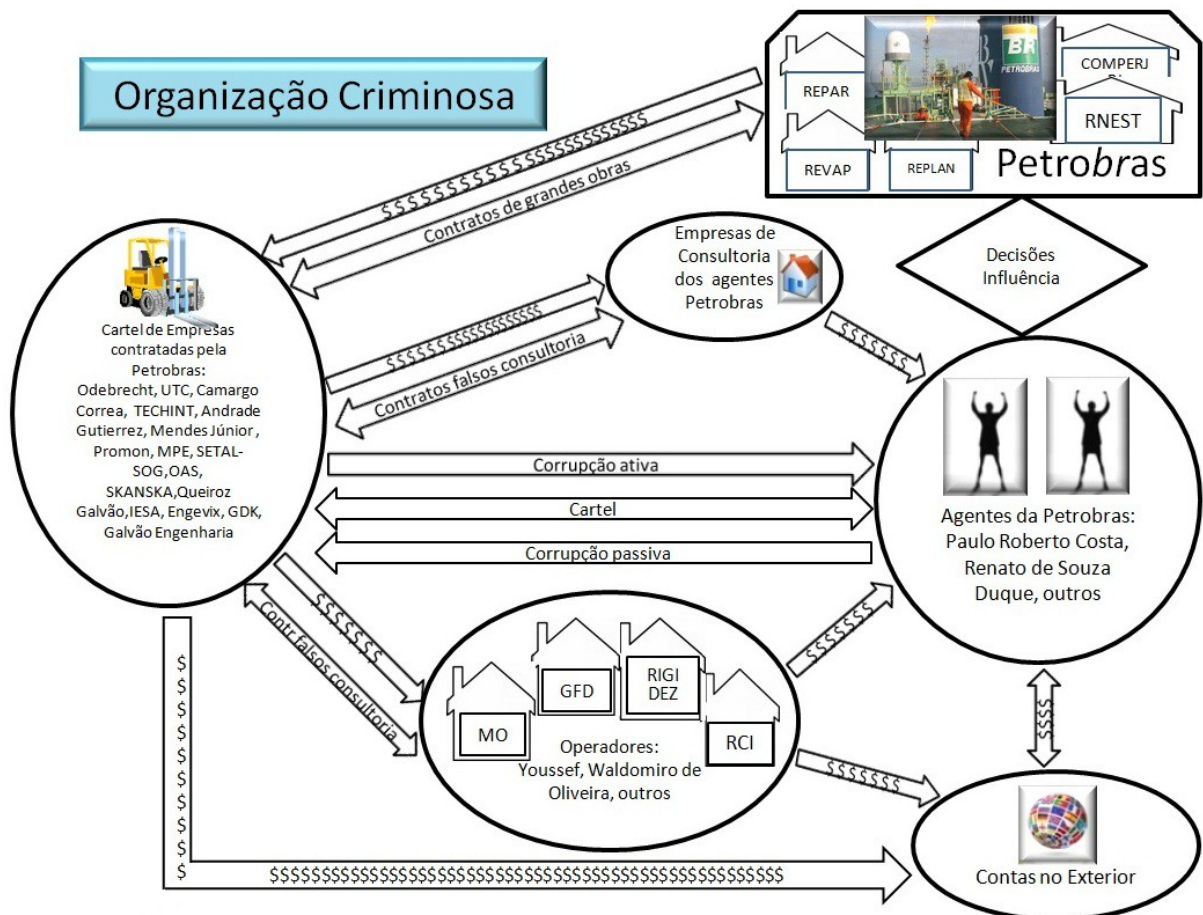 Organização Criminosa
REPAR
BR
PETROBRAS
COMPERJ
RNEST
REVAP
REPLAN
Petrobras
$$$$$$$$$$$$$$$$$$$$$$$
Contratos de grandes obras
Empresas de
Consultoria
dos agentes
Petrobras
Decisões
Influência
Cartel de Empresas
contratadas pela
Petrobras:
Odebrecht, UTC, Camargo
Correa, TECHINT, Andrade
Gutierrez, Mendes Júnior ,
Promon, MPE, SETAL-
SOG,OAS,
SKANSKA,Queiroz
Galvão,IESA, Engevix, GDK,
Galvão Engenharia
$$$$$$$$$$$$$$$$$$$
Contratos falsos consultoria
$$$$$$$
Corrupção ativa
Cartel
Corrupção passiva
Agentes da Petrobras:
Paulo Roberto Costa,
Renato de Souza
Duque, outros
$$$$$$$
Contr falsos consultoria
MO
GFD
RIGI
DEZ
RCI
Operadores:
Youssef, Waldomiro de
Oliveira, outros
$$$$$$$
$$$$$$$
$$$$
$
$
$
$
$
$
$
$
$
$
$$$$$$$$$$$$$$$$$$$$$$$$$$$$$$$$$$$$$$$$$$$$$$$$$
Contas no Exterior